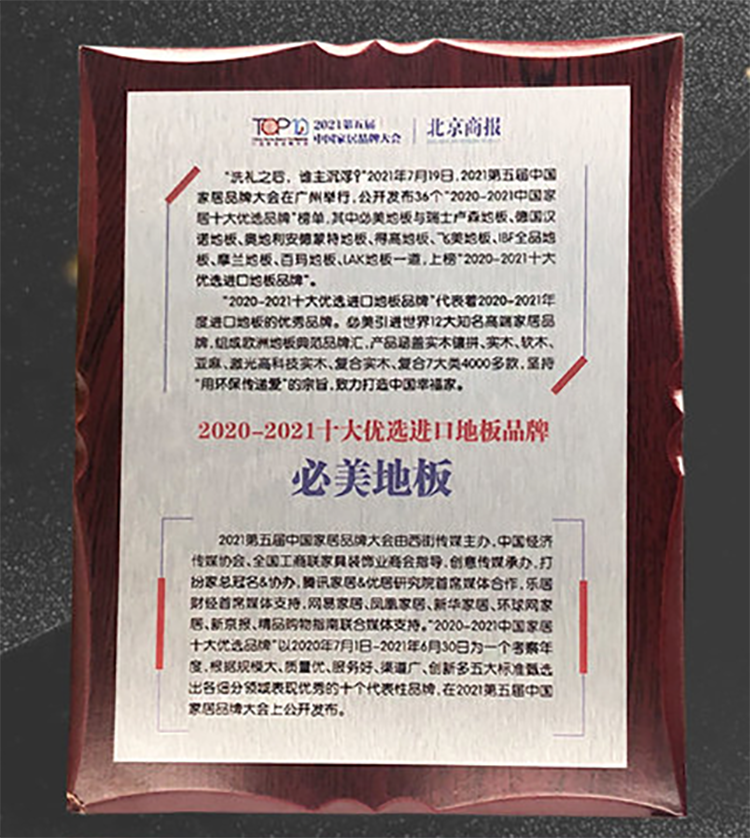 TOP10 2021第五届
中国家居品牌大会
北京商报
“洗礼之后，谁主沉浮？”2021年7月19日，2021第五届中国
家居品牌大会在广州举行，公开发布36个“2020-2021中国家
居十大优选品牌”榜单，其中必美地板与瑞士卢森地板、德国汉
诺地板、奥地利安德蒙特地板、得高地板、飞美地板、IBF全品地
板、摩兰地板、百玛地板、LAK地板一道，上榜“2020-2021十大
优选进口地板品牌”。
“2020-2021十大优选进口地板品牌”代表着2020-2021年
度进口地板的优秀品牌。必美引进世界12大知名高端家居品
牌，组成欧洲地板典范品牌汇，产品涵盖实木镶拼、实木、软木、
亚麻、激光高科技实木、复合实木、复合7大类4000多款，坚持
“用环保传递爱”的宗旨，致力打造中国幸福家。
2020-2021十大优选进口地板品牌
必美地板
2021第五届中国家居品牌大会由西街传媒主办，中国经济
传媒协会、全国工商联家具装饰业商会指导，创意传媒承办，打
扮家总冠名&协办，腾讯家居&优居研究院首席媒体合作，乐居
财经首席媒体支持，网易家居、凤凰家居、新华家居、环球网家
居、新京报、精品购物指南联合媒体支持。“2020-2021中国家居
十大优选品牌”以2020年7月1日-2021年6月30日为一个考察年
度，根据规模大、质量优、服务好、渠道广、创新多五大标准甄选
出各细分领域表现优秀的十个代表性品牌，在2021第五届中国
家居品牌大会上公开发布。